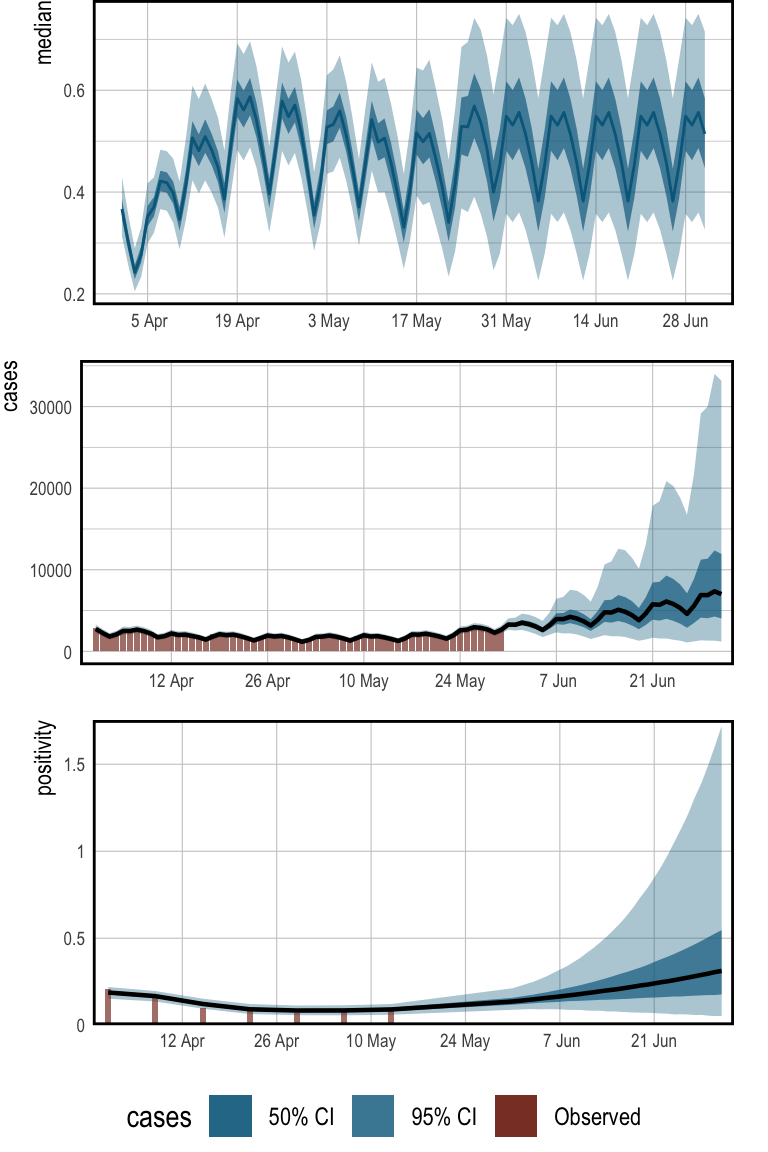 median
0.6
0.4
0.2
5 Apr 19 Apr 3 May 17 May 31 May 14 Jun 28 Jun
cases
30000
20000
10000
0
12 Apr 26 Apr 10 May 24 May 7 Jun 21 Jun
positivity
1.5
1
0.5
0
12 Apr 26 Apr 10 May 24 May 7 Jun 21 Jun
cases 50% CI 95% CI Observed